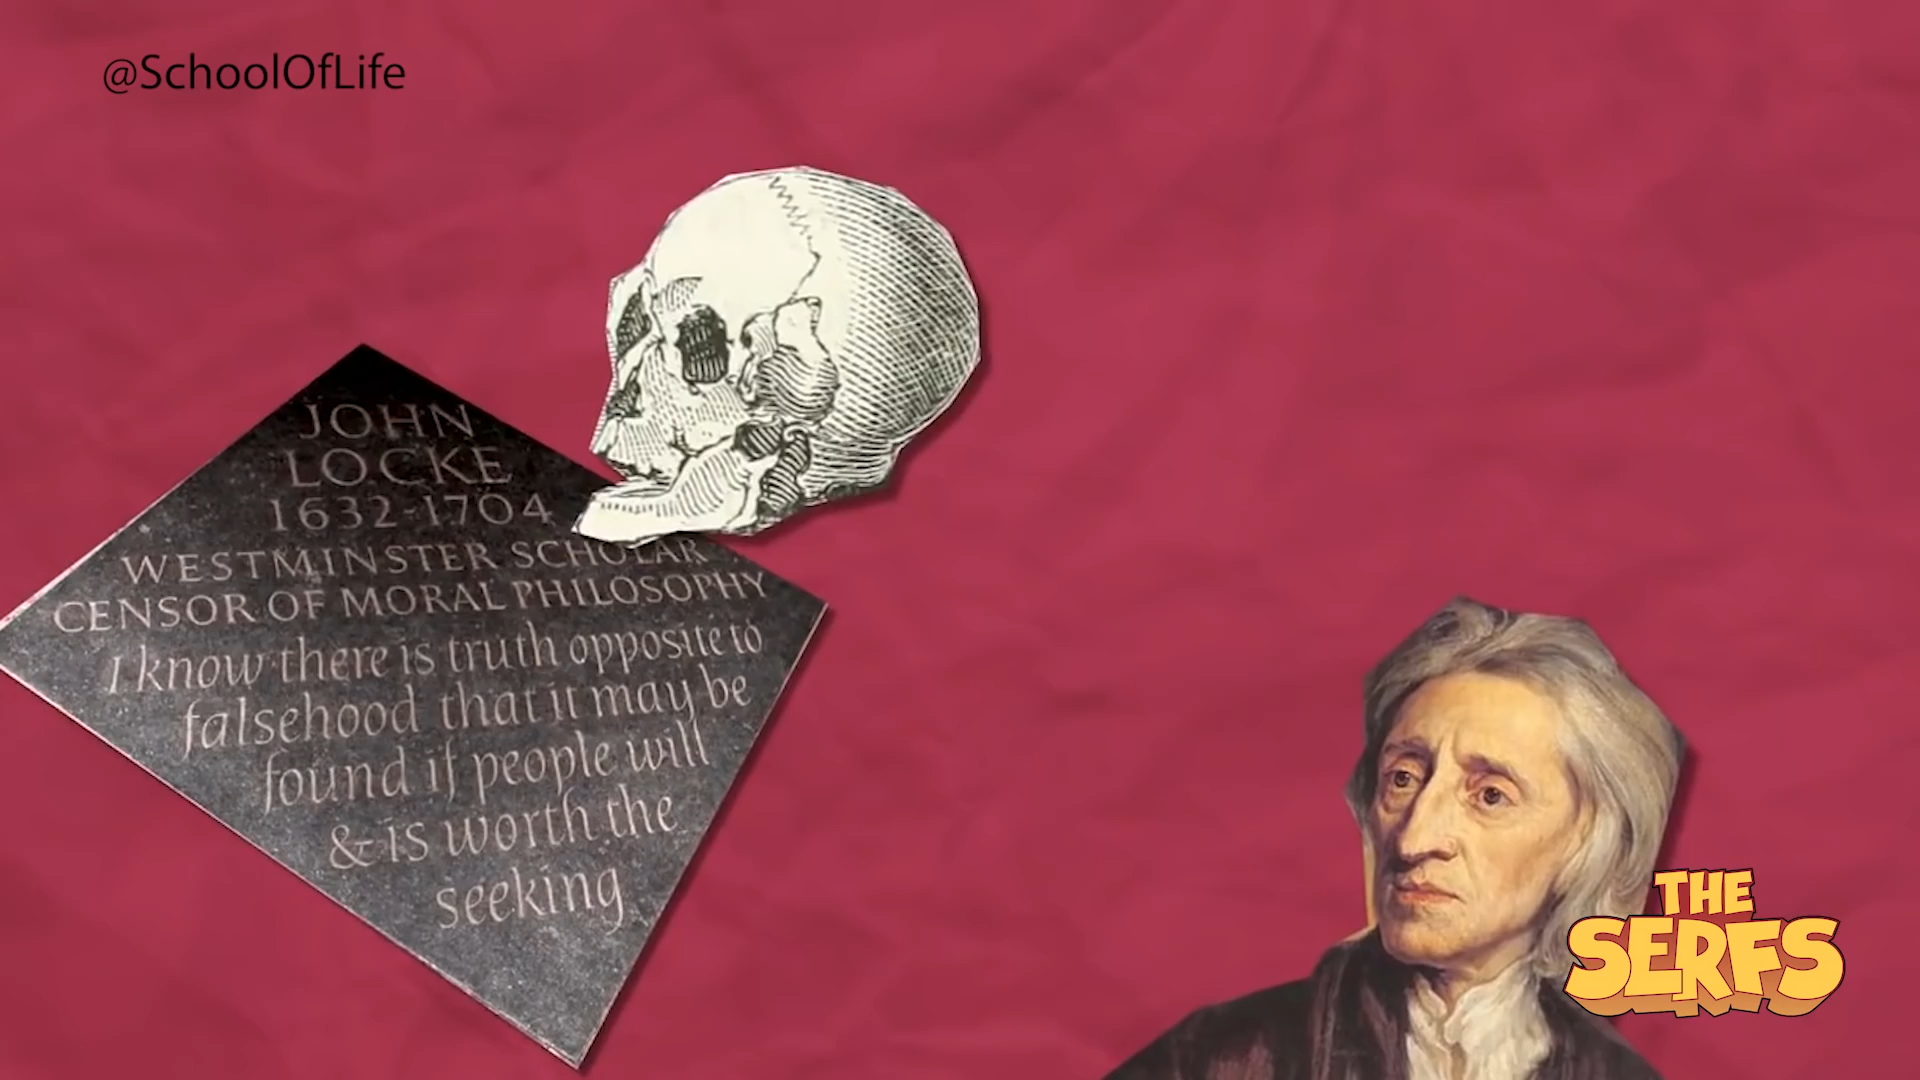 @SchoolOfLife
JOHN
LOCKE
1632-1704
WESTMINSTER SCHOLAR
CENSOR OF MORAL PHILOSOPHY
I know there is truth opposite to
falsehood that it may be
found if people will
& is worth the
seeking
THE
SERFS